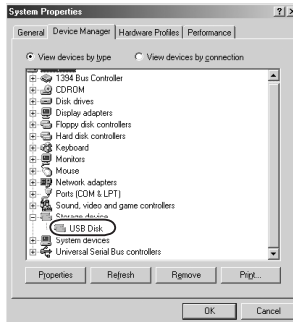 System Properties
General Device Manager Hardware Profiles Performance
View devices by type View devices by connection
1394 Bus Controller
CDROM
Disk drives
Display adapters
Floppy disk controllers
Hard disk controllers
Keyboard
Monitors
Mouse
Network adapters
Ports (COM & LPT)
Sound, video and game controllers
Storage device
USB Disk
System devices
Universal Serial Bus controllers
Properties Refresh Remove Print...
OK Cancel